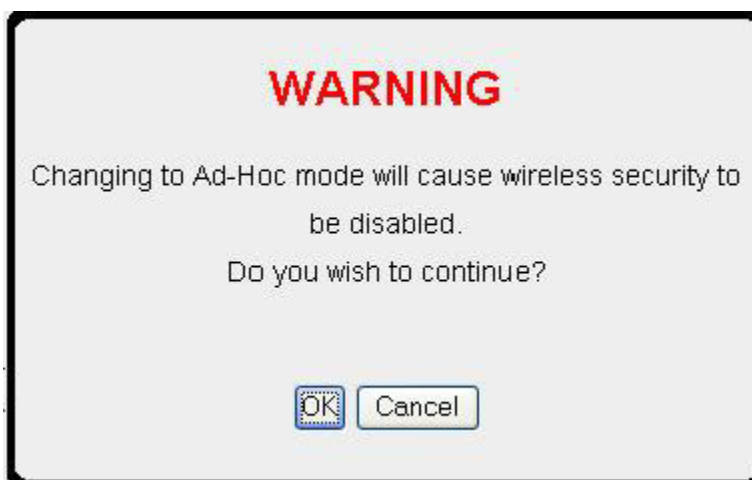 WARNING
Changing to Ad-Hoc mode will cause wireless security to
be disabled.
Do you wish to continue?
OK Cancel